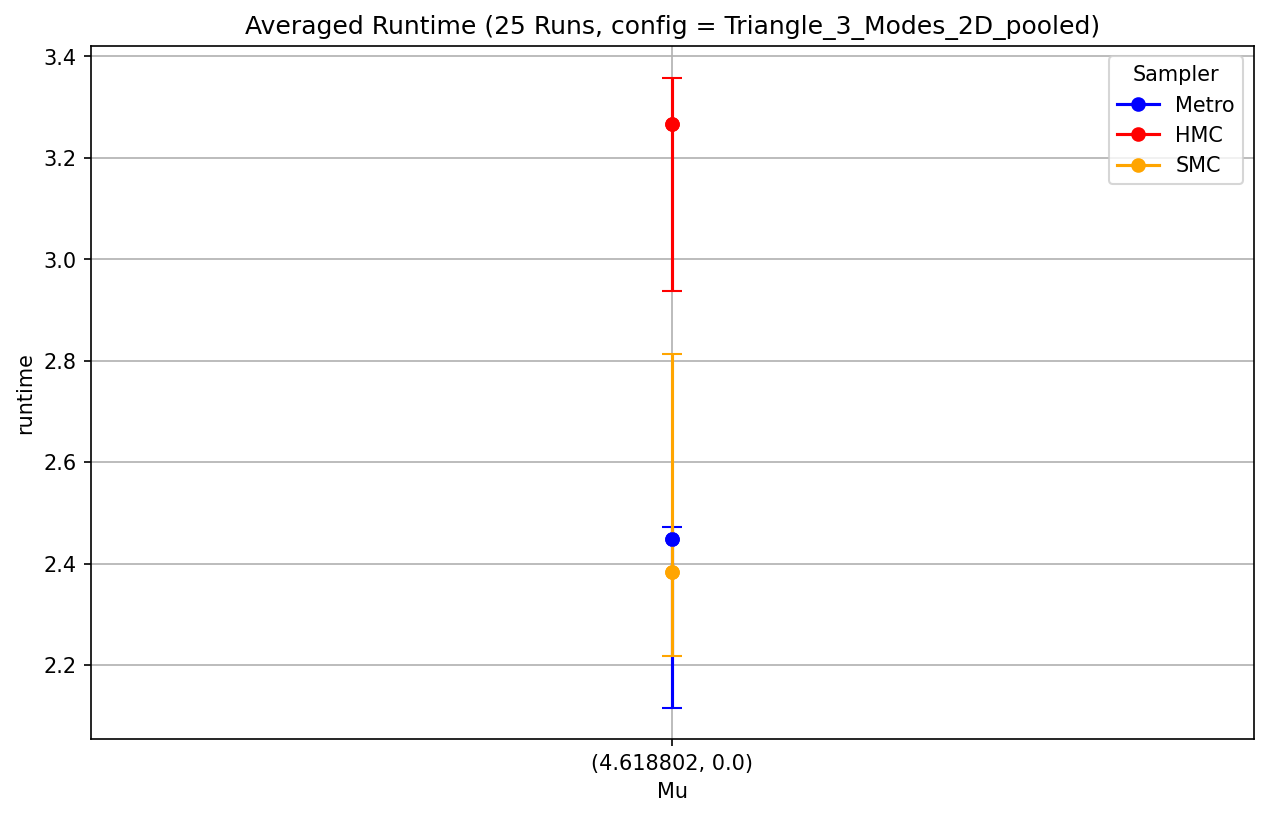 Averaged Runtime (25 Runs, config = Triangle_3_Modes_2D_pooled)
3.4
3.2
3.0
2.8
2.6
2.4
2.2
runtime
Sampler
Metro
HMC
SMC
(4.618802, 0.0)
Mu